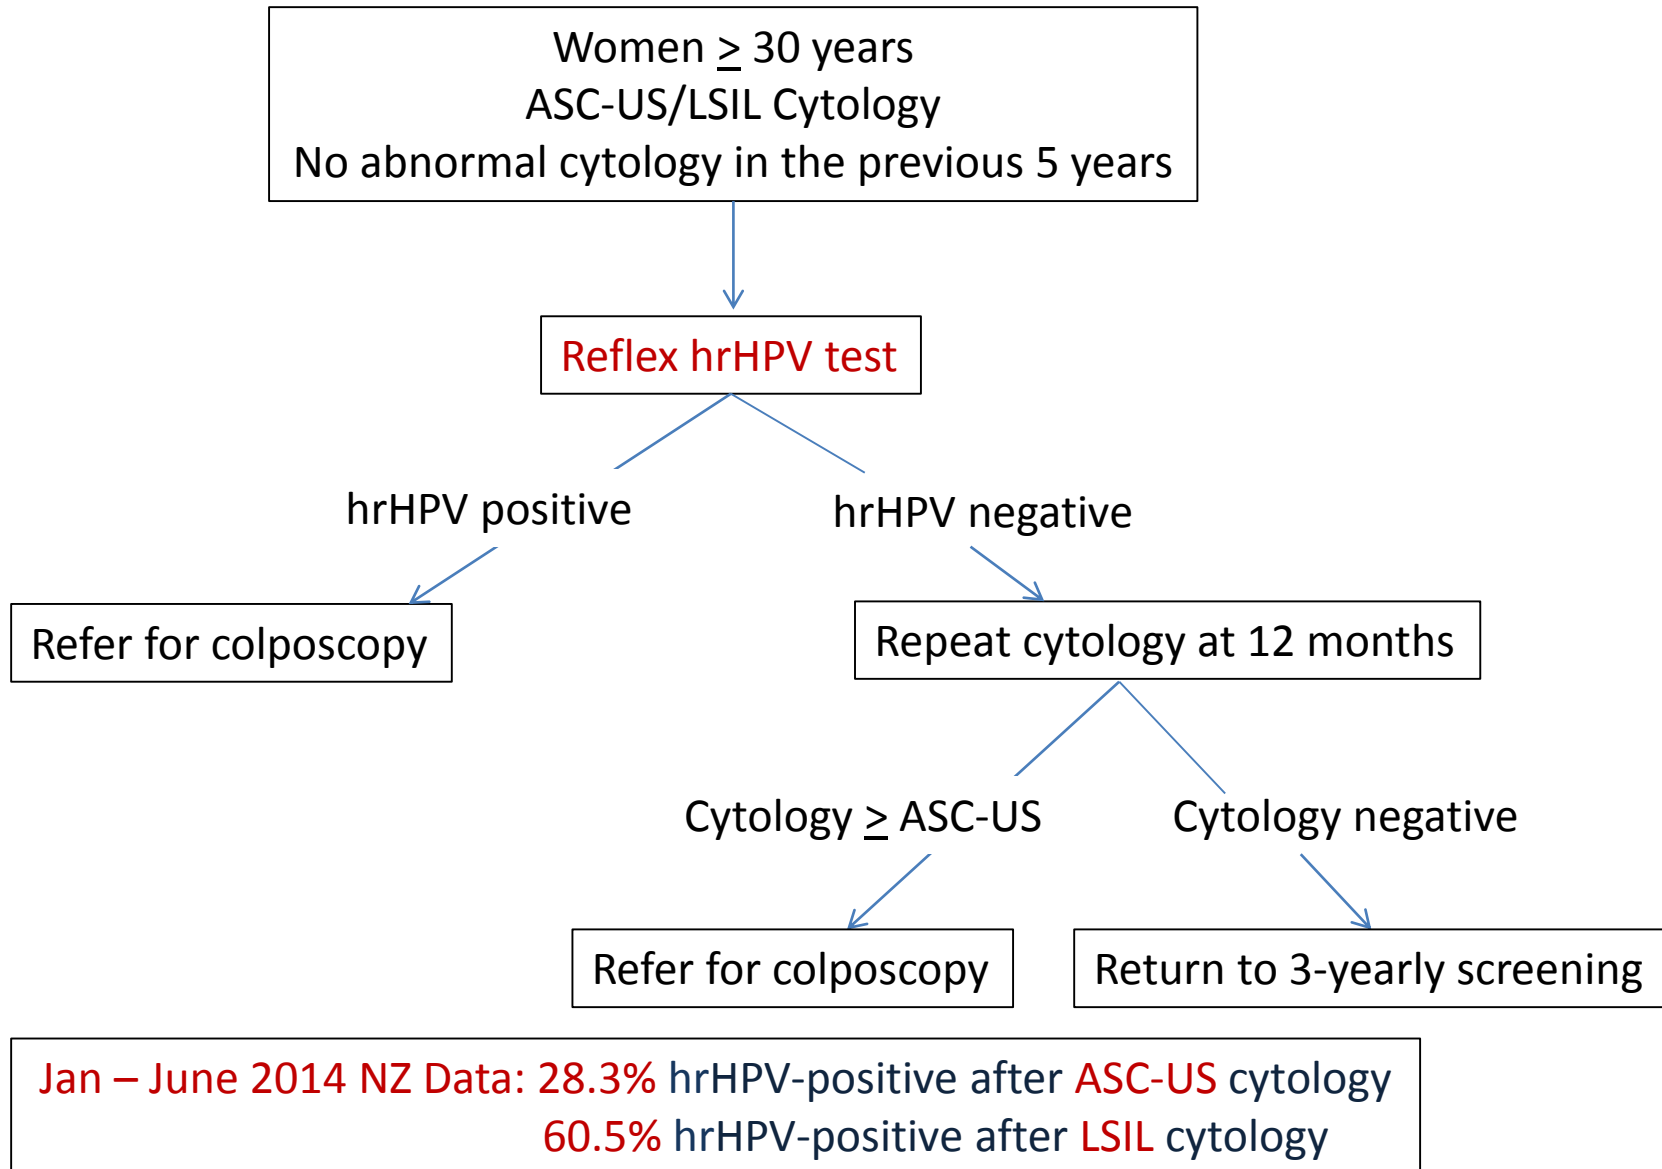 Women ≥ 30 years
ASC-US/LSIL Cytology
No abnormal cytology in the previous 5 years
Reflex hrHPV test
hrHPV positive
hrHPV negative
Refer for colposcopy
Repeat cytology at 12 months
Cytology ≥ ASC-US
Cytology negative
Refer for colposcopy
Return to 3-yearly screening
Jan – June 2014 NZ Data: 28.3% hrHPV-positive after ASC-US cytology
60.5% hrHPV-positive after LSIL cytology